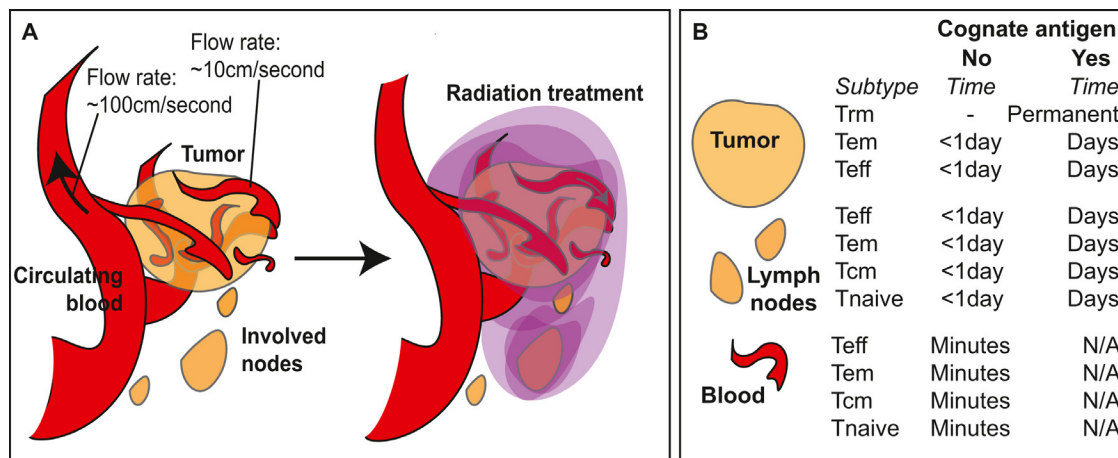 A
Flow rate:
~10cm/second
Flow rate:
~100cm/second
Tumor
Circulating
blood
Involved
nodes
Radiation treatment
B
Cognate antigen
No Yes
Subtype Time Time
Trm - Permanent
Tumor
Tem <1day Days
Teff <1day Days
Teff <1day Days
Tem <1day Days
Lymph
nodes
Tcm <1day Days
Tnaive <1day Days
Teff Minutes N/A
Tem Minutes N/A
Blood
Tcm Minutes N/A
Tnaive Minutes N/A